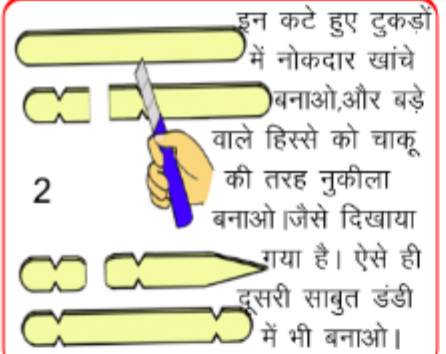 इन कटे हुए टुकड़ों
में नोकदार खांचे
बनाओ,और बड़े
वाले हिस्से को चाकू
2
की तरह नुकीला
बनाओ।जैसे दिखाया
गया है। ऐसे ही
दूसरी साबुत डंडी
में भी बनाओ।